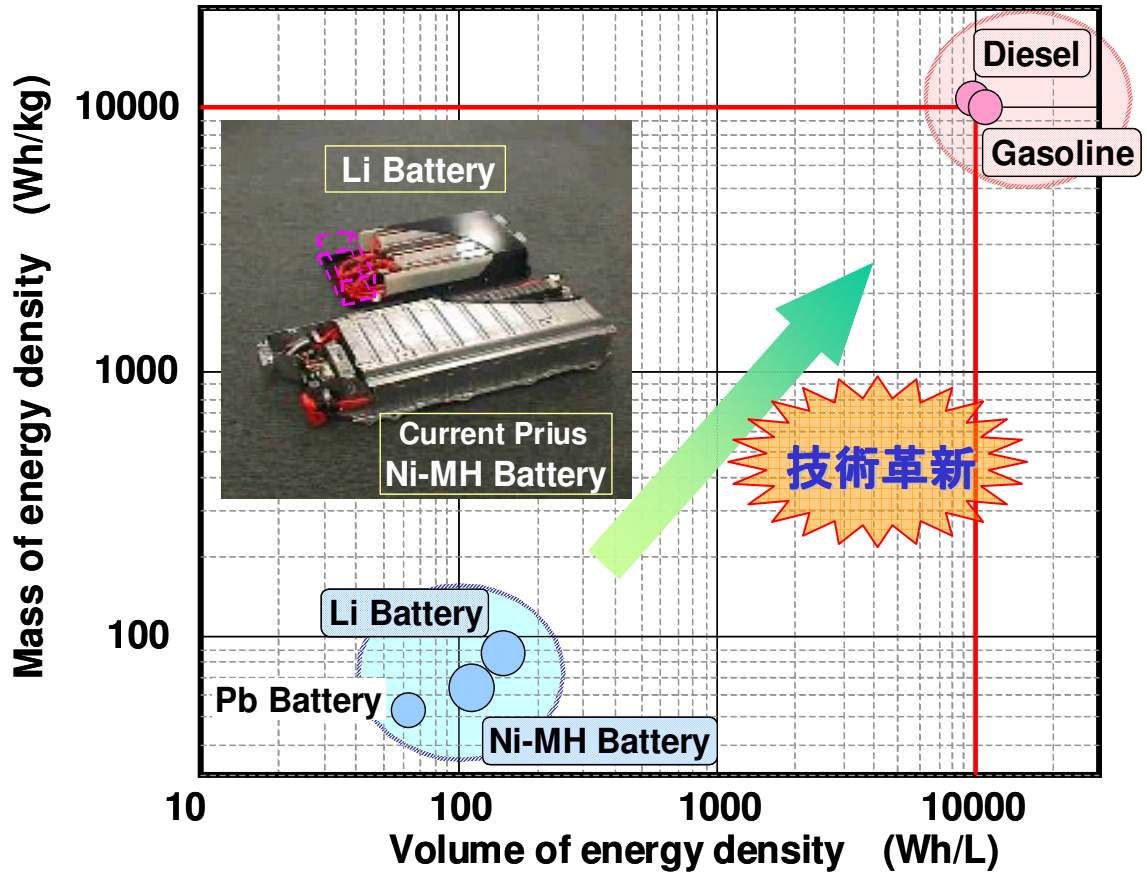 Mass of energy density (Wh/kg)
10000
1000
100
Diesel
Gasoline
Li Battery
Current Prius
Ni-MH Battery
技術革新
Li Battery
Pb Battery
Ni-MH Battery
10
100
1000
10000
Volume of energy density (Wh/L)